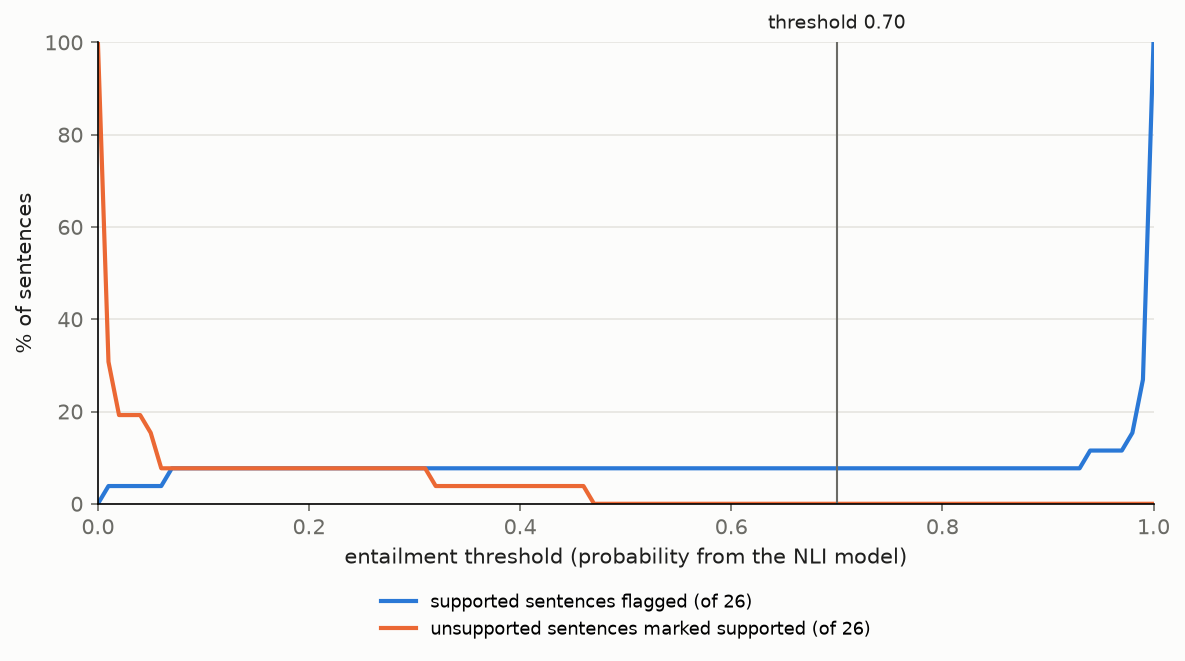 threshold 0.70
100
80
60
40
20
0
% of sentences
0.0 0.2 0.4 0.6 0.8 1.0
entailment threshold (probability from the NLI model)
supported sentences flagged (of 26)
unsupported sentences marked supported (of 26)